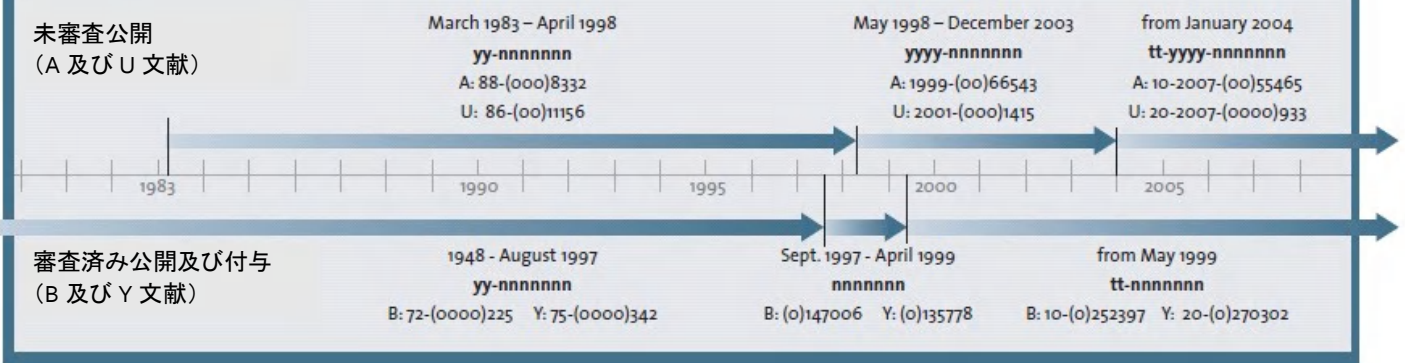 未審査公開
（A 及び U 文献）
March 1983 – April 1998
yy-nnnnnnn
A: 88-(000)8332
U: 86-(00)11156
May 1998 – December 2003
yyyy-nnnnnnn
A: 1999-(00)66543
U: 2001-(000)1415
from January 2004
tt-yyyy-nnnnnnn
A: 10-2007-(00)55465
U: 20-2007-(0000)933
1983 1990 1995 2000 2005
審査済み公開及び付与
（B 及び Y 文献）
1948 - August 1997
yy-nnnnnnn
B: 72-(0000)225 Y: 75-(0000)342
Sept. 1997 - April 1999
nnnnnnn
B: (0)147006 Y: (0)135778
from May 1999
tt-nnnnnnn
B: 10-(0)252397 Y: 20-(0)270302